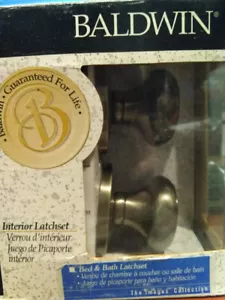 BALDWIN®
Baldwin • Guaranteed For Life •
B
Interior Latchset
Verrou d'intérieur
Juego de Picaporte
interior
Bed & Bath Latchset
• Verrou de chambre à coucher ou salle de bain
• Juego de picaporte para baño y habitación
The Images Collection